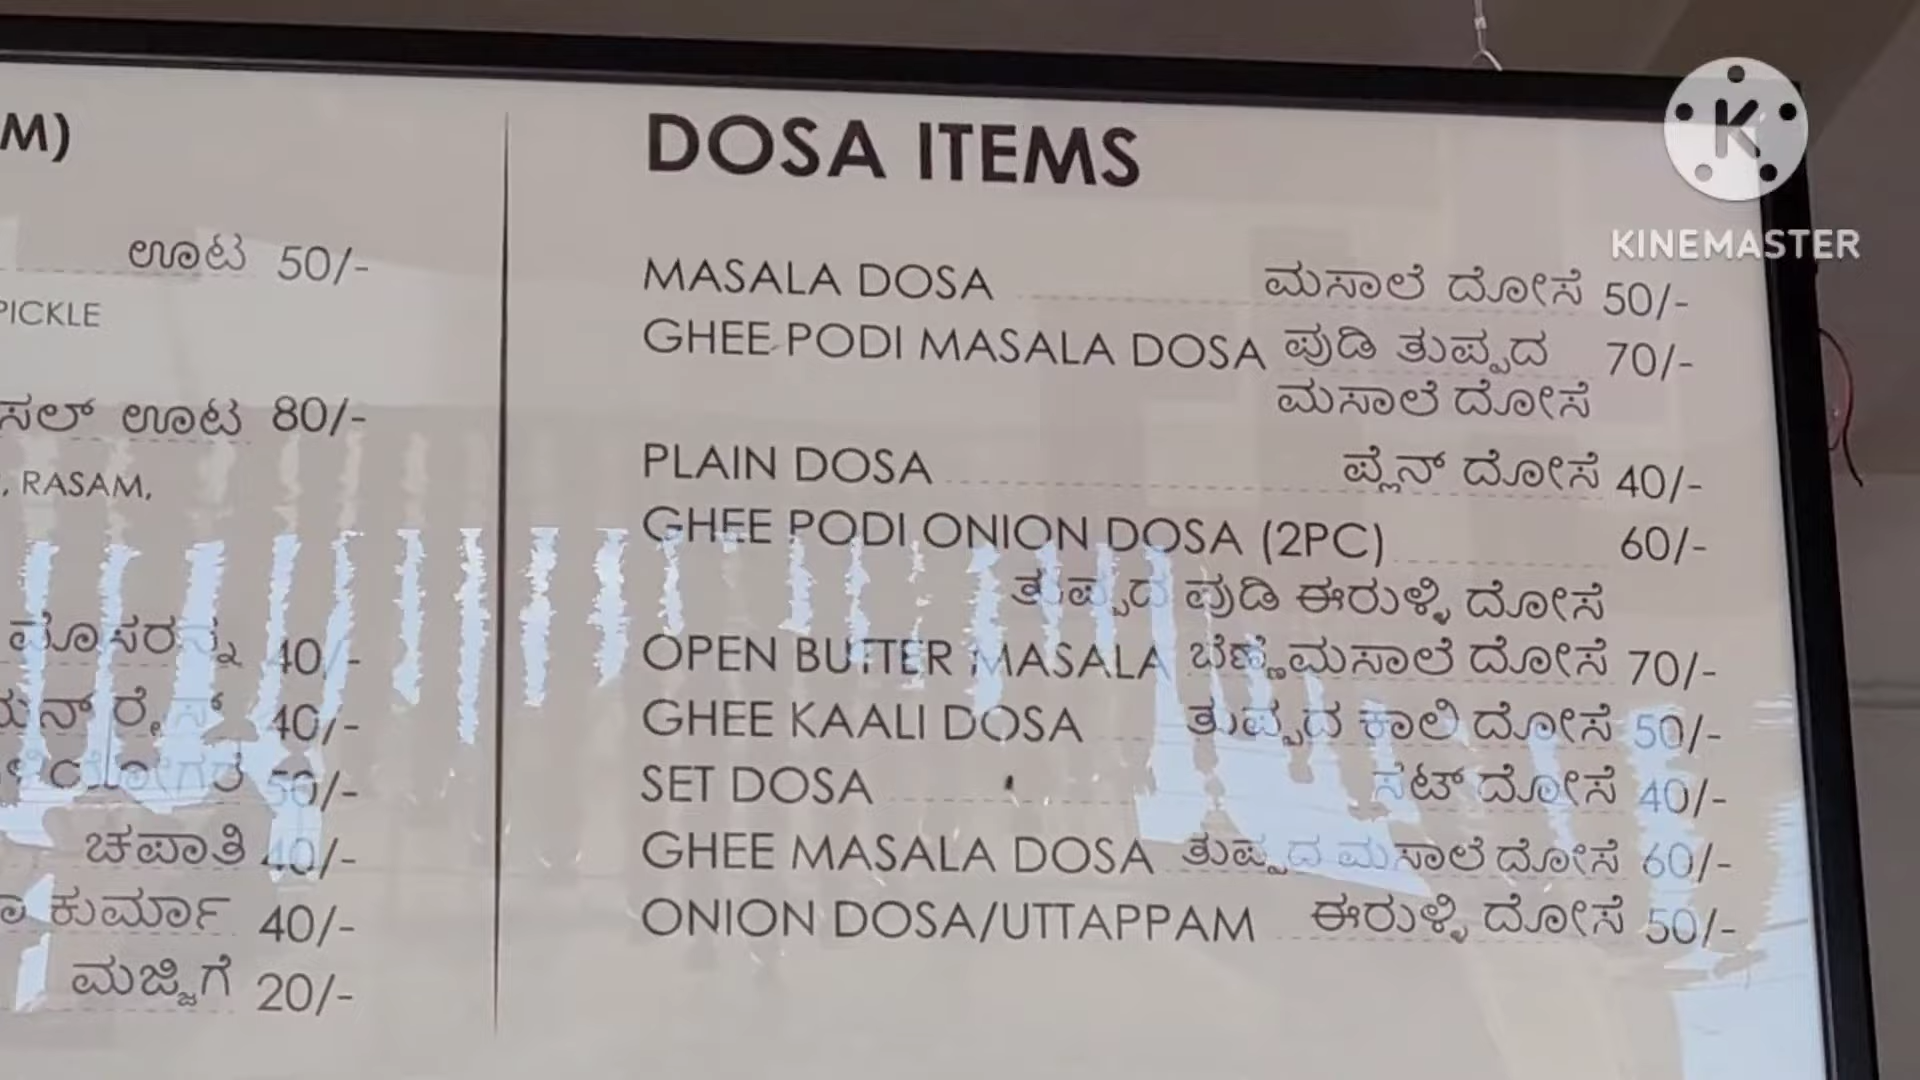 M)
ಊಟ 50/-
PICKLE
ಊಟ 80/-
, RASAM,
ಮೊಸರನ್ನ 40/-
40/-
50/-
ಚಪಾತಿ 40/-
ಕುರ್ಮಾ 40/-
ಮಜ್ಜಿಗೆ 20/-
DOSA ITEMS
MASALA DOSA ಮಸಾಲೆ ದೋಸೆ 50/-
GHEE PODI MASALA DOSA ಪುಡಿ ತುಪ್ಪದ 70/-
ಮಸಾಲೆ ದೋಸೆ
PLAIN DOSA ಪ್ಲೆನ್ ದೋಸೆ 40/-
GHEE PODI ONION DOSA (2PC) 60/-
ತುಪ್ಪದ ಪುಡಿ ಈರುಳ್ಳಿ ದೋಸೆ
OPEN BUTTER MASALA ಬೆಣ್ಣೆಮಸಾಲೆ ದೋಸೆ 70/-
GHEE KAALI DOSA ತುಪ್ಪದ ಕಾಲಿ ದೋಸೆ 50/-
SET DOSA ಸೆಟ್ ದೋಸೆ 40/-
GHEE MASALA DOSA ತುಪ್ಪದ ಮಸಾಲೆ ದೋಸೆ 60/-
ONION DOSA/UTTAPPAM ಈರುಳ್ಳಿ ದೋಸೆ 50/-
K
KINEMASTER